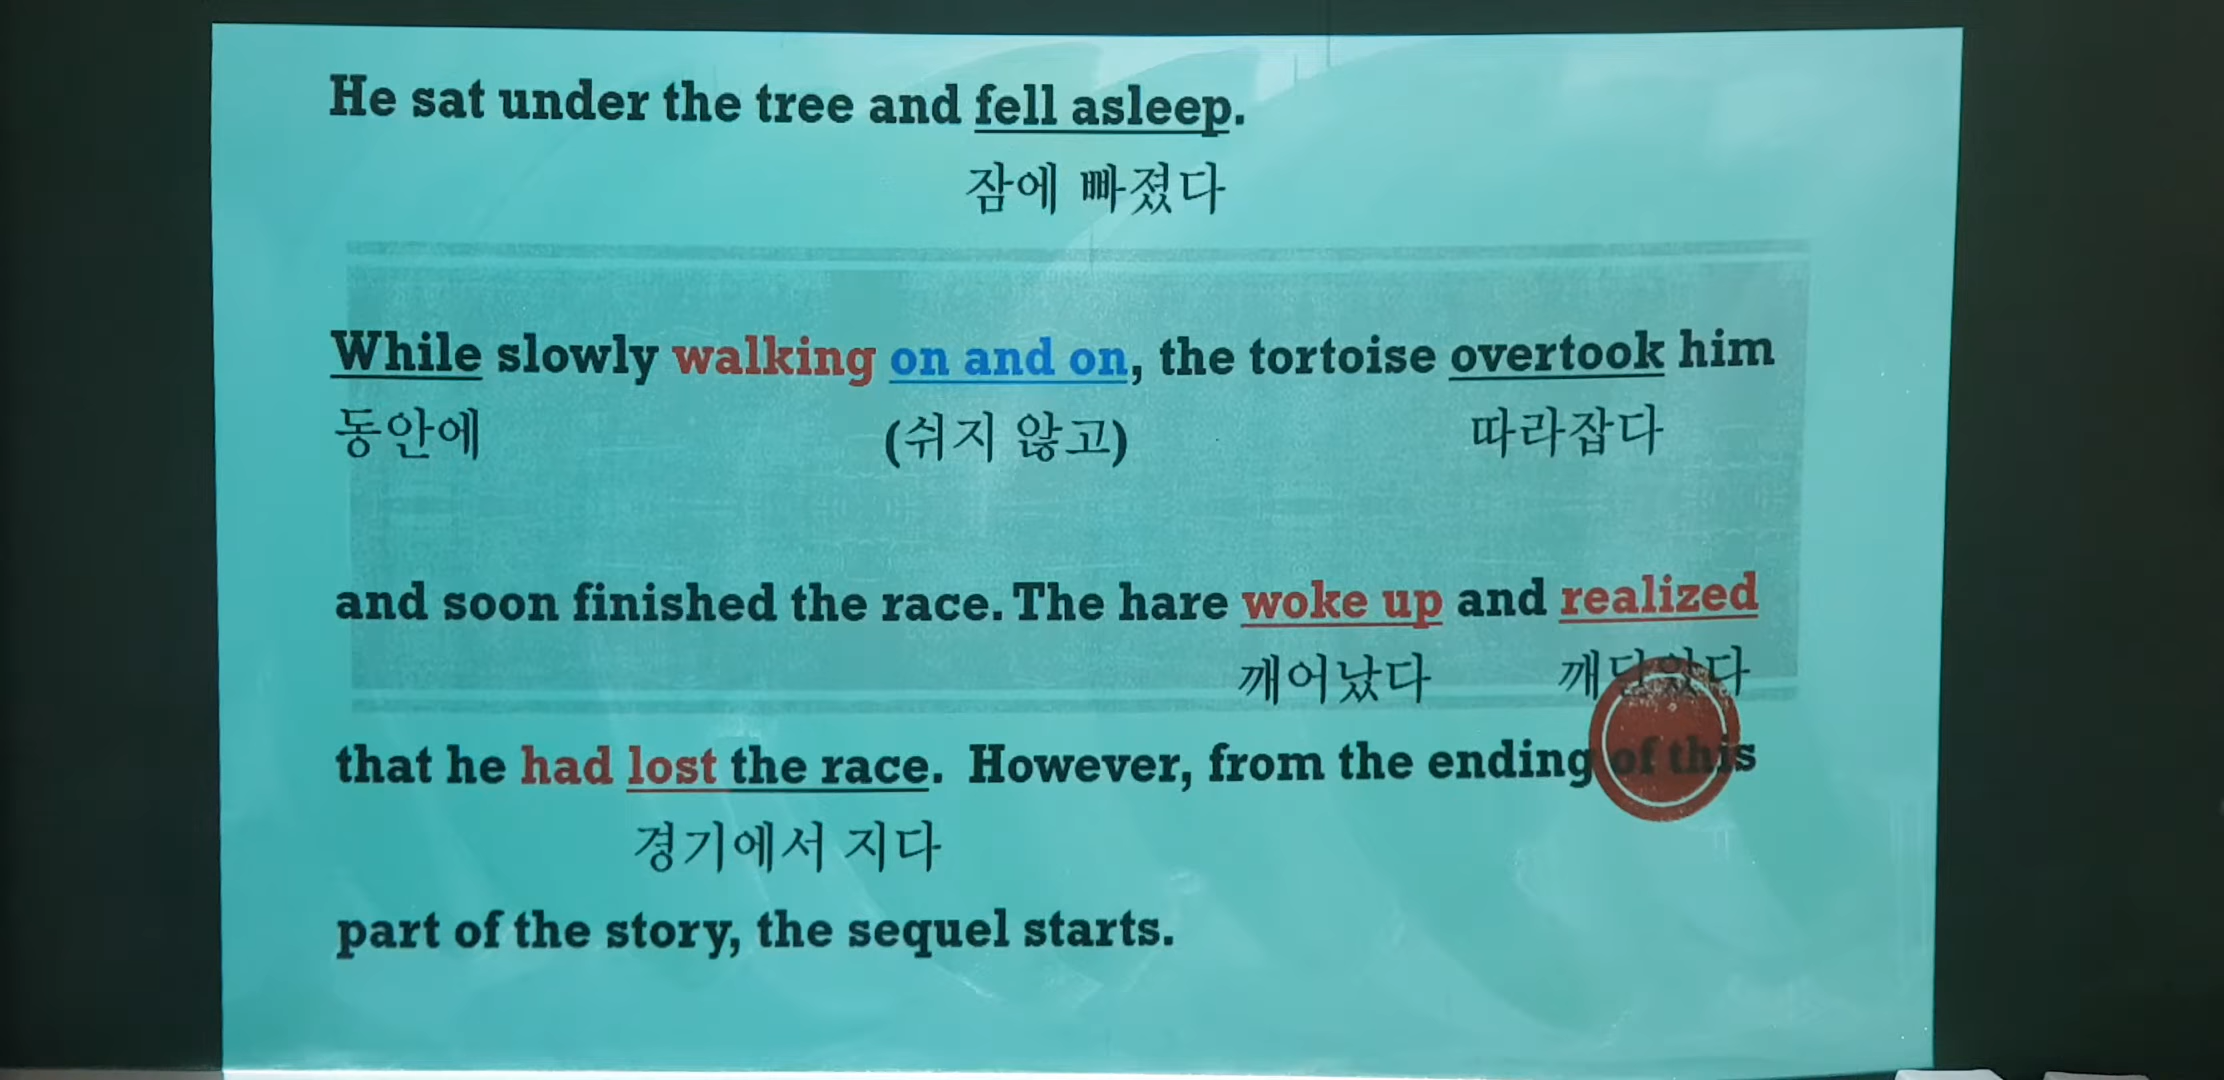 He sat under the tree and fell asleep.
잠에 빠졌다
While slowly walking on and on, the tortoise overtook him
동안에 (쉬지 않고) 따라잡다
and soon finished the race. The hare woke up and realized
깨어났다 깨닫았다
that he had lost the race. However, from the ending of this
경기에서 지다
part of the story, the sequel starts.